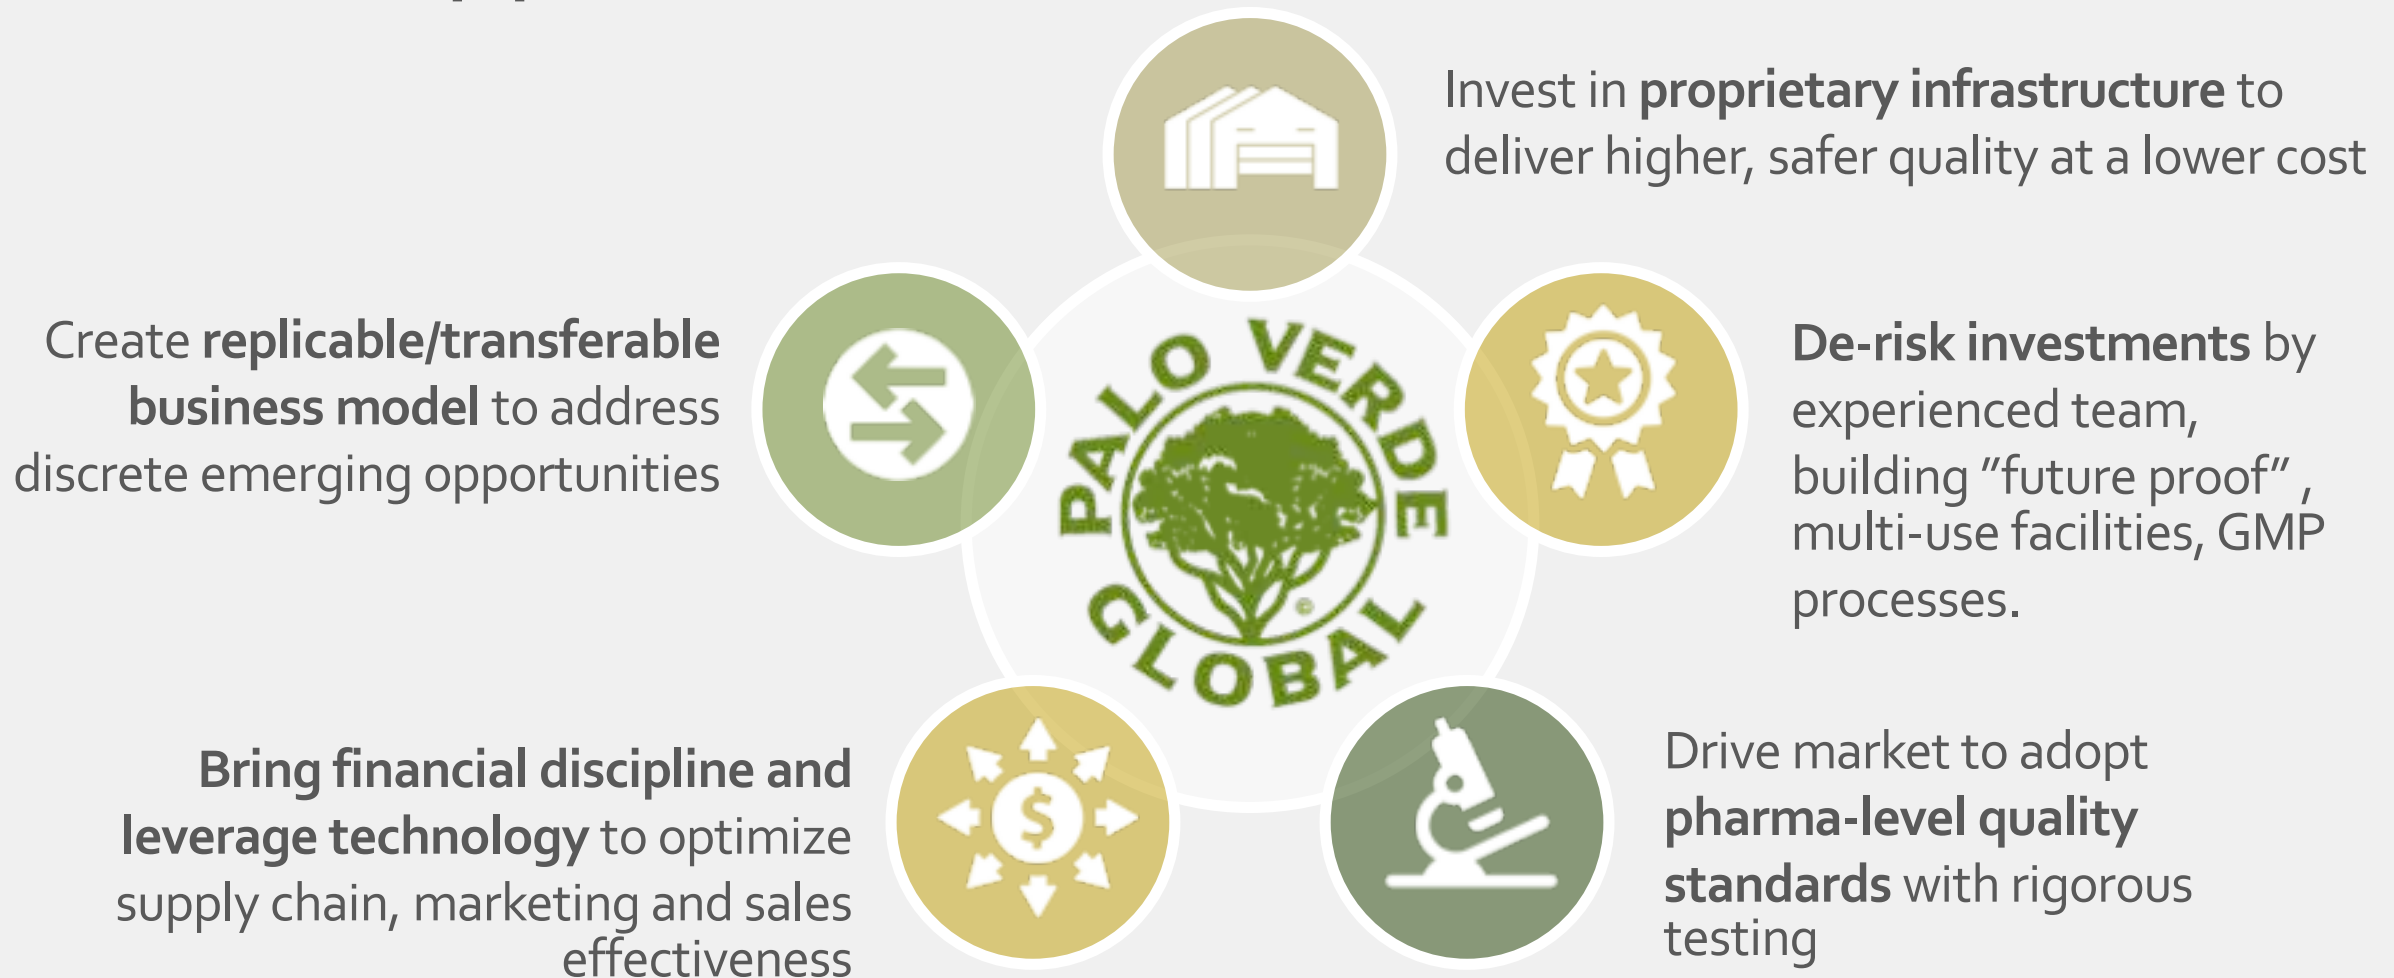 Invest in proprietary infrastructure to
deliver higher, safer quality at a lower cost
De-risk investments by
experienced team,
building ”future proof” ,
multi-use facilities, GMP
processes.
Drive market to adopt
pharma-level quality
standards with rigorous
testing
Bring financial discipline and
leverage technology to optimize
supply chain, marketing and sales
effectiveness
Create replicable/transferable
business model to address
discrete emerging opportunities
PALO VERDE
GLOBAL
©
$